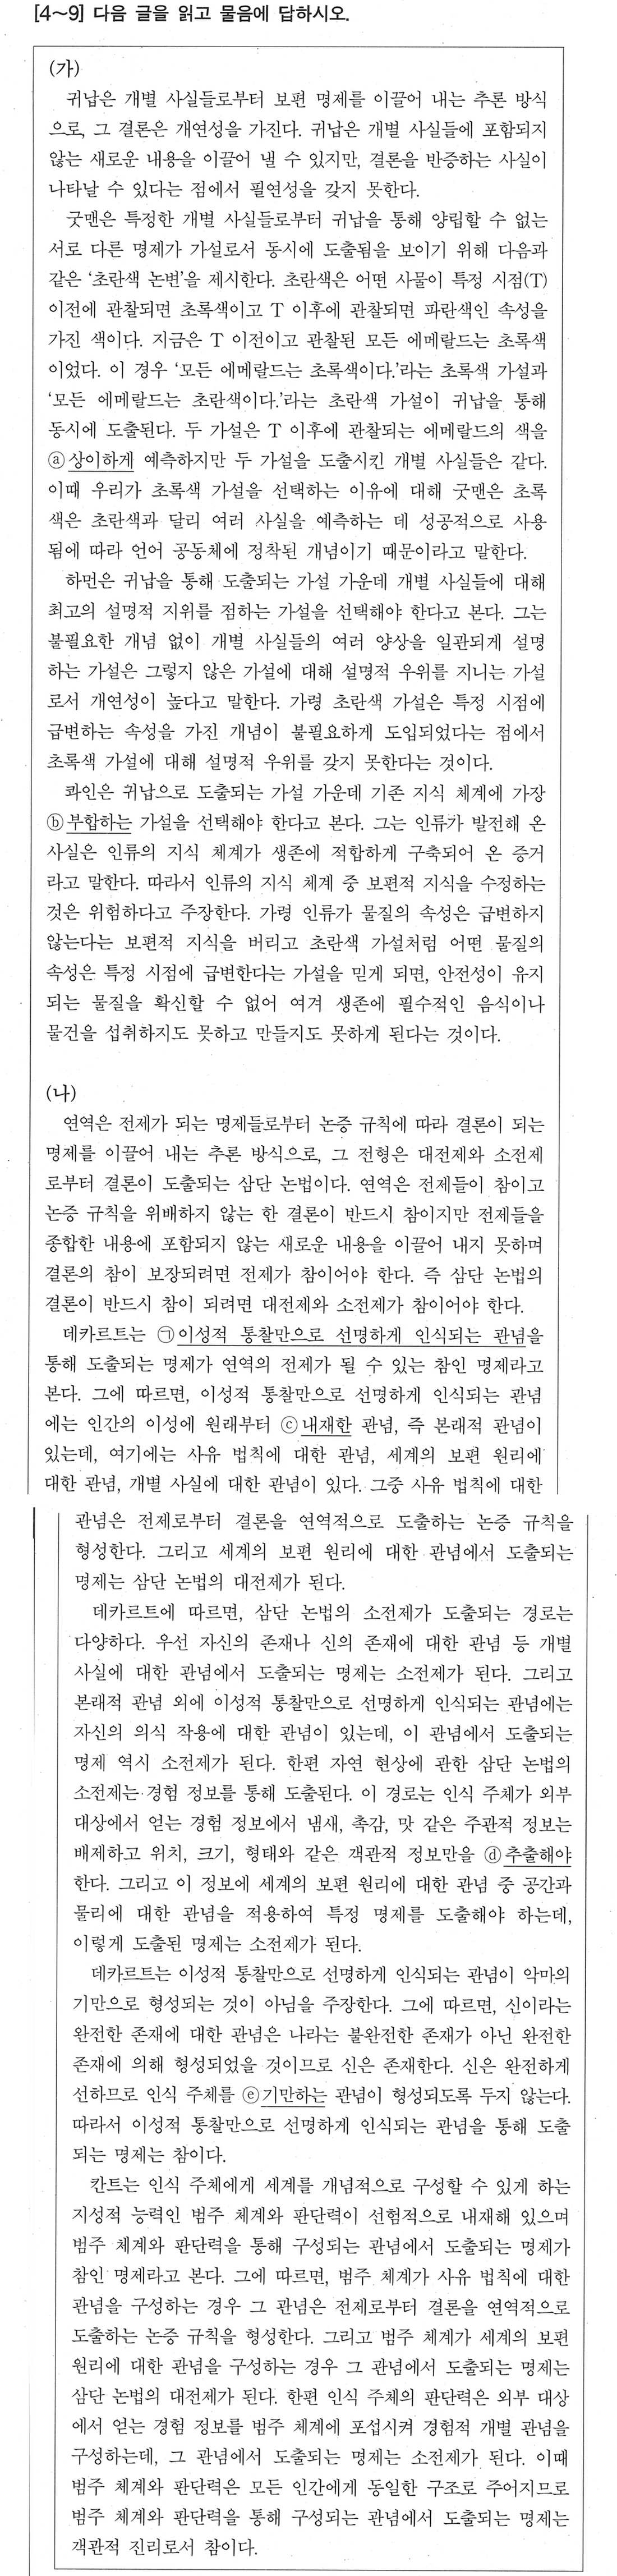 [4~9] 다음 글을 읽고 물음에 답하시오.
(가)
귀납은 개별 사실들로부터 보편 명제를 이끌어 내는 추론 방식
으로, 그 결론은 개연성을 가진다. 귀납은 개별 사실들에 포함되지
않는 새로운 내용을 이끌어 낼 수 있지만, 결론을 반증하는 사실이
나타날 수 있다는 점에서 필연성을 갖지 못한다.
굿맨은 특정한 개별 사실들로부터 귀납을 통해 양립할 수 없는
서로 다른 명제가 가설로서 동시에 도출됨을 보이기 위해 다음과
같은 ‘초란색 논변’을 제시한다. 초란색은 어떤 사물이 특정 시점(T)
이전에 관찰되면 초록색이고 T 이후에 관찰되면 파란색인 속성을
가진 색이다. 지금은 T 이전이고 관찰된 모든 에메랄드는 초록색
이었다. 이 경우 ‘모든 에메랄드는 초록색이다.’라는 초록색 가설과
‘모든 에메랄드는 초란색이다.’라는 초란색 가설이 귀납을 통해
동시에 도출된다. 두 가설은 T 이후에 관찰되는 에메랄드의 색을
ⓐ상이하게 예측하지만 두 가설을 도출시킨 개별 사실들은 같다.
이때 우리가 초록색 가설을 선택하는 이유에 대해 굿맨은 초록
색은 초란색과 달리 여러 사실을 예측하는 데 성공적으로 사용
됨에 따라 언어 공동체에 정착된 개념이기 때문이라고 말한다.
하먼은 귀납을 통해 도출되는 가설 가운데 개별 사실들에 대해
최고의 설명적 지위를 점하는 가설을 선택해야 한다고 본다. 그는
불필요한 개념 없이 개별 사실들의 여러 양상을 일관되게 설명
하는 가설은 그렇지 않은 가설에 대해 설명적 우위를 지니는 가설
로서 개연성이 높다고 말한다. 가령 초란색 가설은 특정 시점에
급변하는 속성을 가진 개념이 불필요하게 도입되었다는 점에서
초록색 가설에 대해 설명적 우위를 갖지 못한다는 것이다.
콰인은 귀납으로 도출되는 가설 가운데 기존 지식 체계에 가장
ⓑ부합하는 가설을 선택해야 한다고 본다. 그는 인류가 발전해 온
사실은 인류의 지식 체계가 생존에 적합하게 구축되어 온 증거
라고 말한다. 따라서 인류의 지식 체계 중 보편적 지식을 수정하는
것은 위험하다고 주장한다. 가령 인류가 물질의 속성은 급변하지
않는다는 보편적 지식을 버리고 초란색 가설처럼 어떤 물질의
속성은 특정 시점에 급변한다는 가설을 믿게 되면, 안전성이 유지
되는 물질을 확신할 수 없어 여겨 생존에 필수적인 음식이나
물건을 섭취하지도 못하고 만들지도 못하게 된다는 것이다.
(나)
연역은 전제가 되는 명제들로부터 논증 규칙에 따라 결론이 되는
명제를 이끌어 내는 추론 방식으로, 그 전형은 대전제와 소전제
로부터 결론이 도출되는 삼단 논법이다. 연역은 전제들이 참이고
논증 규칙을 위배하지 않는 한 결론이 반드시 참이지만 전제들을
종합한 내용에 포함되지 않는 새로운 내용을 이끌어 내지 못하며
결론의 참이 보장되려면 전제가 참이어야 한다. 즉 삼단 논법의
결론이 반드시 참이 되려면 대전제와 소전제가 참이어야 한다.
데카르트는 ㉠이성적 통찰만으로 선명하게 인식되는 관념을
통해 도출되는 명제가 연역의 전제가 될 수 있는 참인 명제라고
본다. 그에 따르면, 이성적 통찰만으로 선명하게 인식되는 관념
에는 인간의 이성에 원래부터 ⓒ내재한 관념, 즉 본래적 관념이
있는데, 여기에는 사유 법칙에 대한 관념, 세계의 보편 원리에
대한 관념, 개별 사실에 대한 관념이 있다. 그중 사유 법칙에 대한
관념은 전제로부터 결론을 연역적으로 도출하는 논증 규칙을
형성한다. 그리고 세계의 보편 원리에 대한 관념에서 도출되는
명제는 삼단 논법의 대전제가 된다.
데카르트에 따르면, 삼단 논법의 소전제가 도출되는 경로는
다양하다. 우선 자신의 존재나 신의 존재에 대한 관념 등 개별
사실에 대한 관념에서 도출되는 명제는 소전제가 된다. 그리고
본래적 관념 외에 이성적 통찰만으로 선명하게 인식되는 관념에는
자신의 의식 작용에 대한 관념이 있는데, 이 관념에서 도출되는
명제 역시 소전제가 된다. 한편 자연 현상에 관한 삼단 논법의
소전제는 경험 정보를 통해 도출된다. 이 경로는 인식 주체가 외부
대상에서 얻는 경험 정보에서 냄새, 촉감, 맛 같은 주관적 정보는
배제하고 위치, 크기, 형태와 같은 객관적 정보만을 ⓓ추출해야
한다. 그리고 이 정보에 세계의 보편 원리에 대한 관념 중 공간과
물리에 대한 관념을 적용하여 특정 명제를 도출해야 하는데,
이렇게 도출된 명제는 소전제가 된다.
데카르트는 이성적 통찰만으로 선명하게 인식되는 관념이 악마의
기만으로 형성되는 것이 아님을 주장한다. 그에 따르면, 신이라는
완전한 존재에 대한 관념은 나라는 불완전한 존재가 아닌 완전한
존재에 의해 형성되었을 것이므로 신은 존재한다. 신은 완전하게
선하므로 인식 주체를 ⓔ기만하는 관념이 형성되도록 두지 않는다.
따라서 이성적 통찰만으로 선명하게 인식되는 관념을 통해 도출
되는 명제는 참이다.
칸트는 인식 주체에게 세계를 개념적으로 구성할 수 있게 하는
지성적 능력인 범주 체계와 판단력이 선험적으로 내재해 있으며
범주 체계와 판단력을 통해 구성되는 관념에서 도출되는 명제가
참인 명제라고 본다. 그에 따르면, 범주 체계가 사유 법칙에 대한
관념을 구성하는 경우 그 관념은 전제로부터 결론을 연역적으로
도출하는 논증 규칙을 형성한다. 그리고 범주 체계가 세계의 보편
원리에 대한 관념을 구성하는 경우 그 관념에서 도출되는 명제는
삼단 논법의 대전제가 된다. 한편 인식 주체의 판단력은 외부 대상
에서 얻는 경험 정보를 범주 체계에 포섭시켜 경험적 개별 관념을
구성하는데, 그 관념에서 도출되는 명제는 소전제가 된다. 이때
범주 체계와 판단력은 모든 인간에게 동일한 구조로 주어지므로
범주 체계와 판단력을 통해 구성되는 관념에서 도출되는 명제는
객관적 진리로서 참이다.